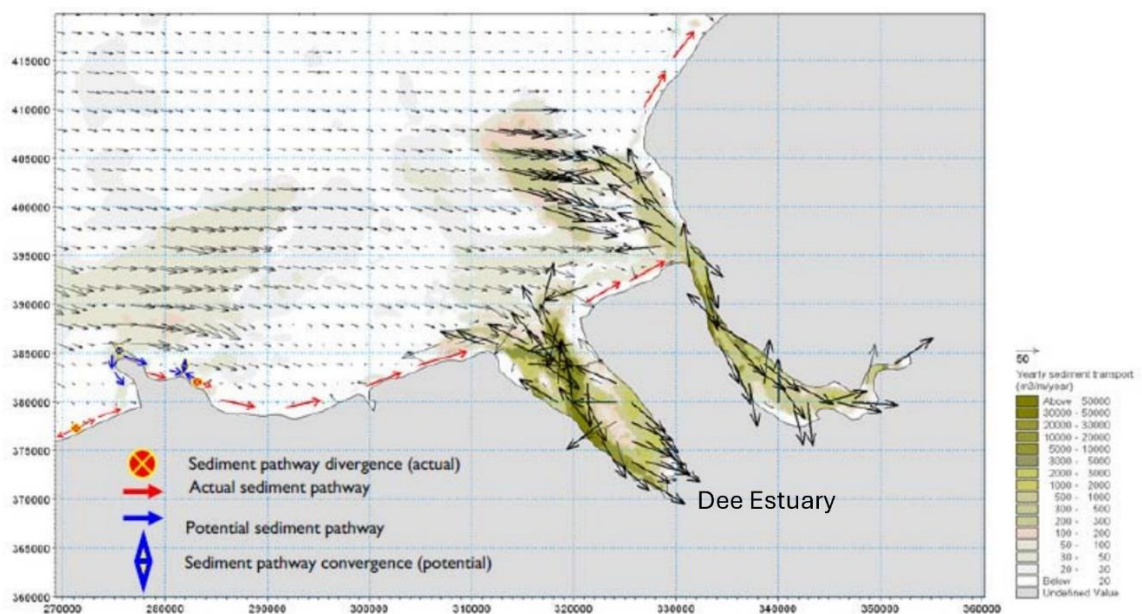 415000
410000
405000
400000
395000
390000
385000
380000
375000
370000
365000
360000
270000
280000
290000
300000
310000
320000
330000
340000
350000
360000
Sediment pathway divergence (actual)
Actual sediment pathway
Potential sediment pathway
Sediment pathway convergence (potential)
Dee Estuary
50
Yearly sediment transport
(m3/m/year)
Above 50000
30000 - 50000
20000 - 30000
10000 - 20000
5000 - 10000
3000 - 5000
2000 - 3000
1000 - 2000
500 - 1000
300 - 500
200 - 300
100 - 200
50 - 100
30 - 50
20 - 30
Below 20
Undefined Value